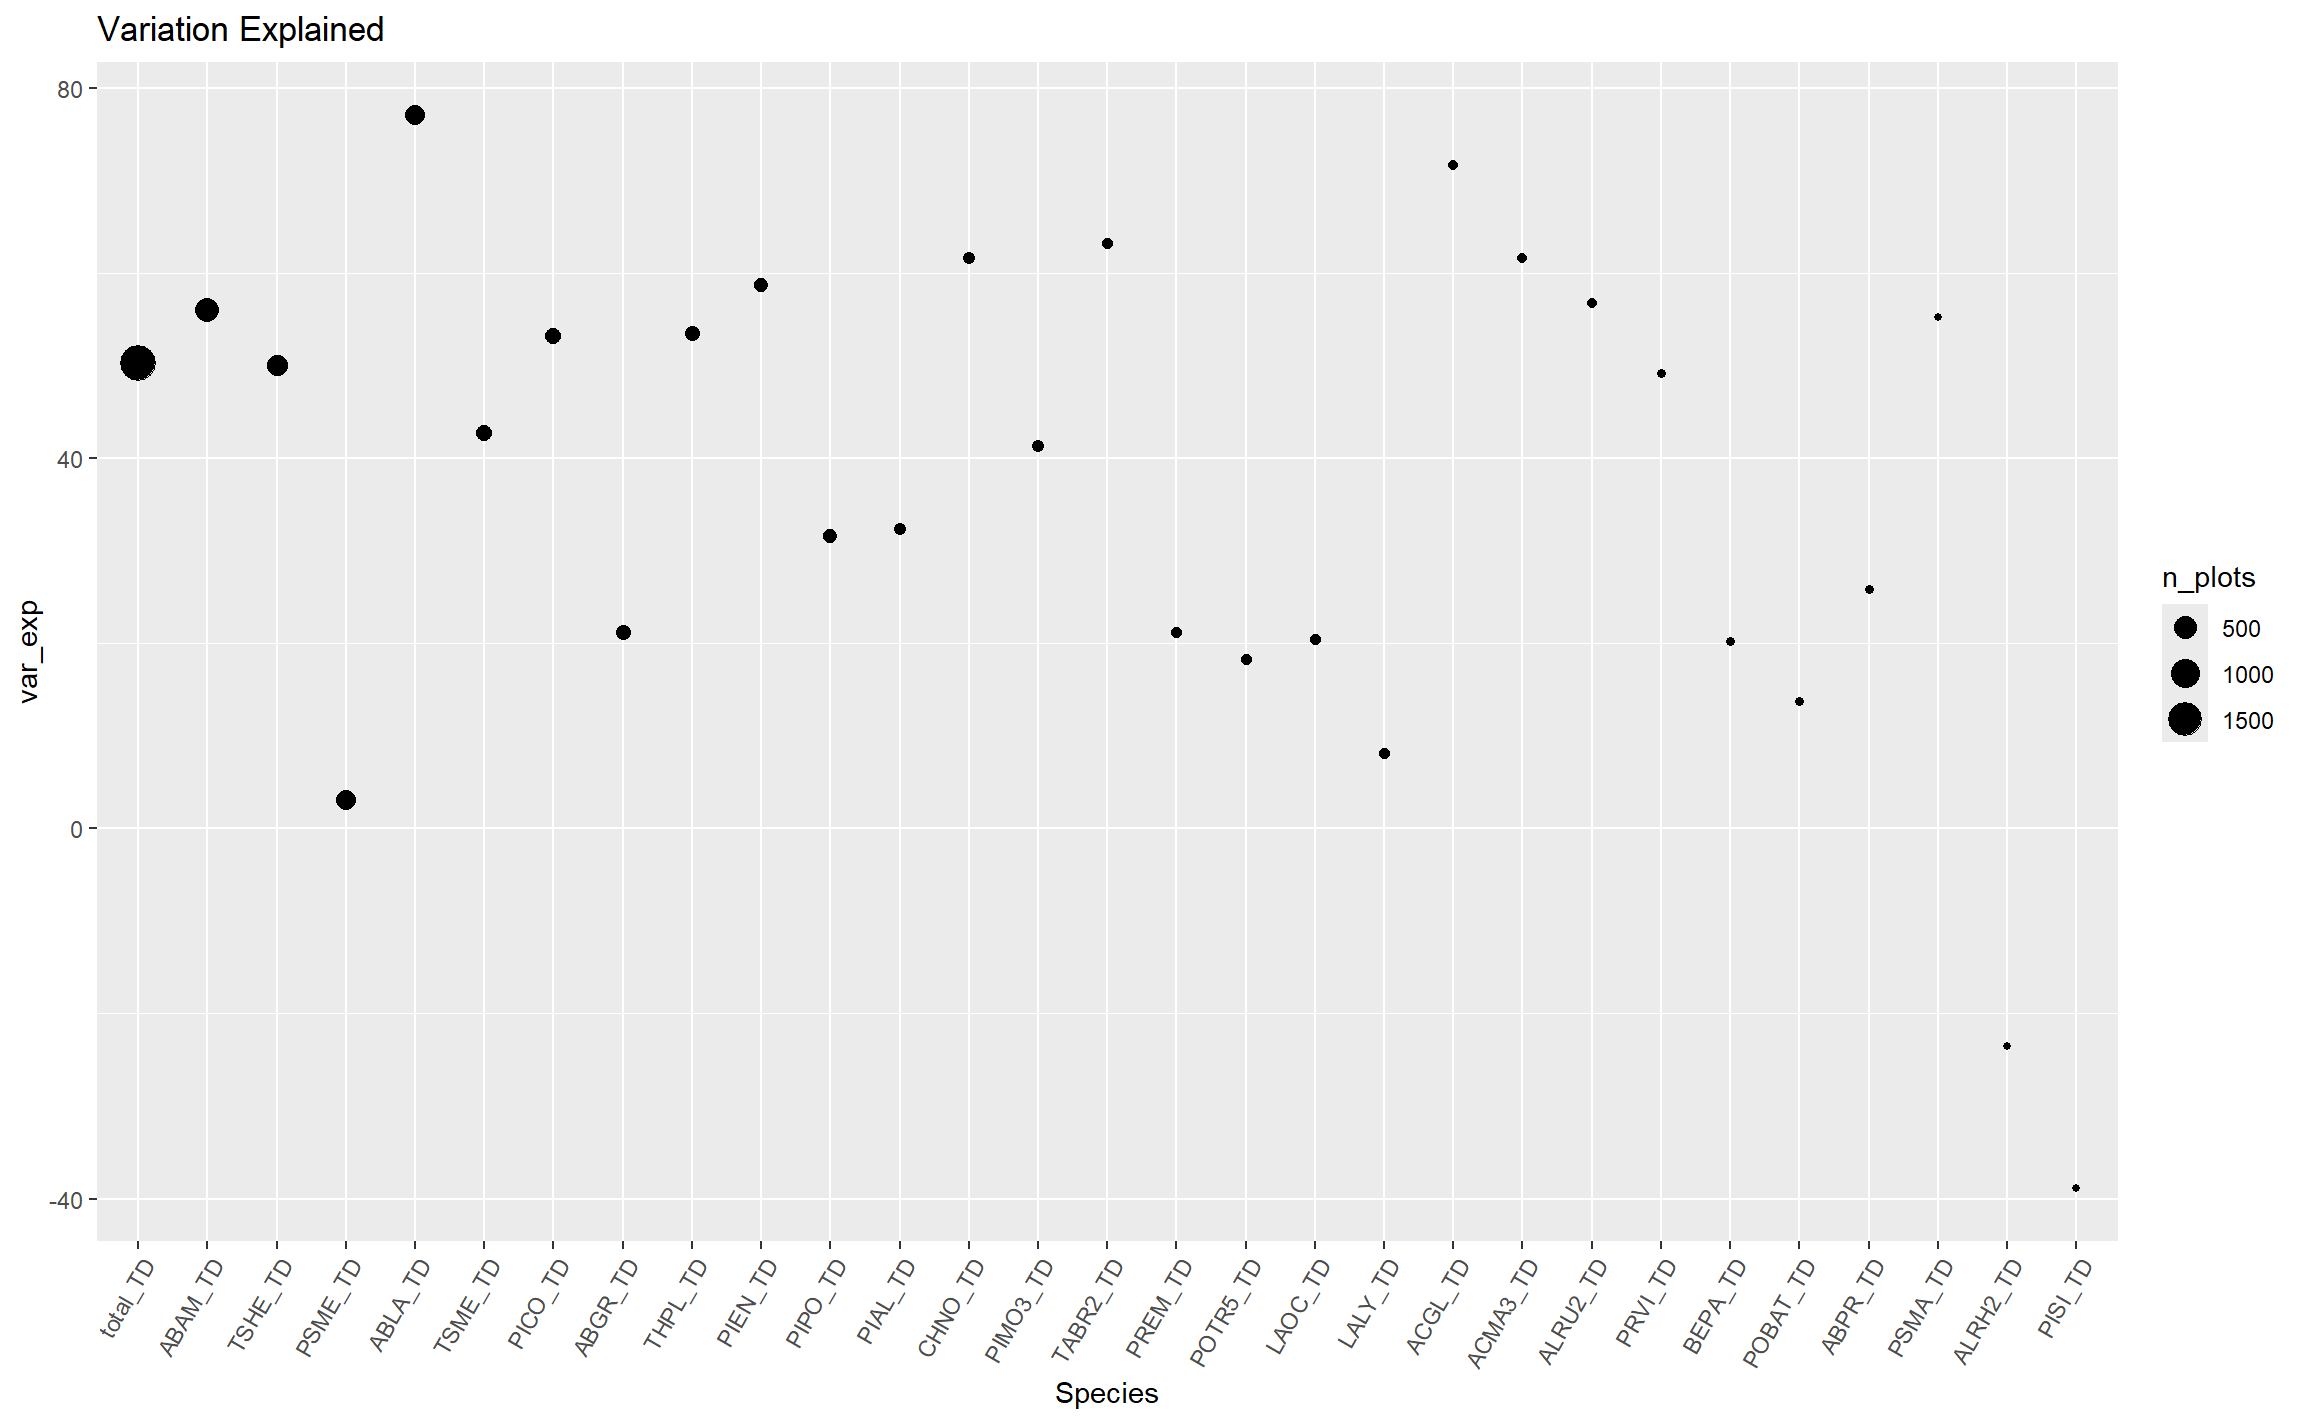 Variation Explained
80
40
0
-40
var_exp
total_TD
ABAM_TD
TSHE_TD
PSME_TD
ABLA_TD
TSME_TD
PICO_TD
ABGR_TD
THPL_TD
PIEN_TD
PIPO_TD
PIAL_TD
CHNO_TD
PIMO3_TD
TABR2_TD
PREM_TD
POTR5_TD
LAOC_TD
LALY_TD
ACGL_TD
ACMA3_TD
ALRU2_TD
PRVI_TD
BEPA_TD
POBAT_TD
ABPR_TD
PSMA_TD
ALRH2_TD
PISI_TD
Species
n_plots
500
1000
1500